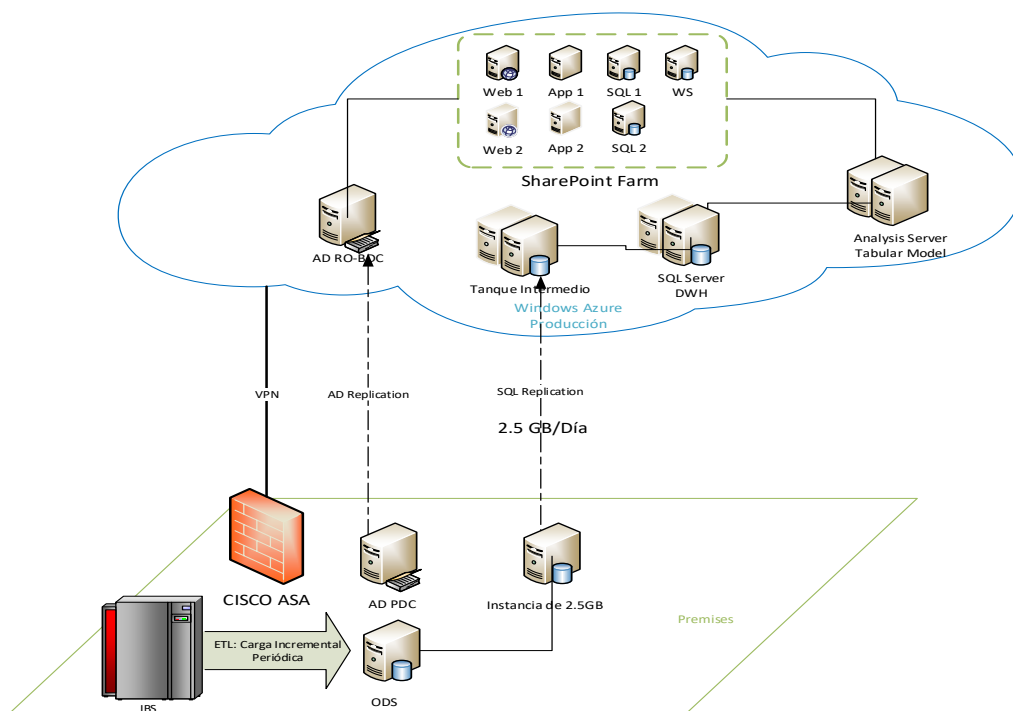 Web 1
App 1
SQL 1
WS
Web 2
App 2
SQL 2
SharePoint Farm
AD RO-BDC
Tanque Intermedio
SQL Server
DWH
Analysis Server
Tabular Model
Windows Azure
Producción
VPN
AD Replication
SQL Replication
2.5 GB/Día
CISCO ASA
AD PDC
Instancia de 2.5GB
Premises
ETL: Carga Incremental
Periódica
ODS
IBS